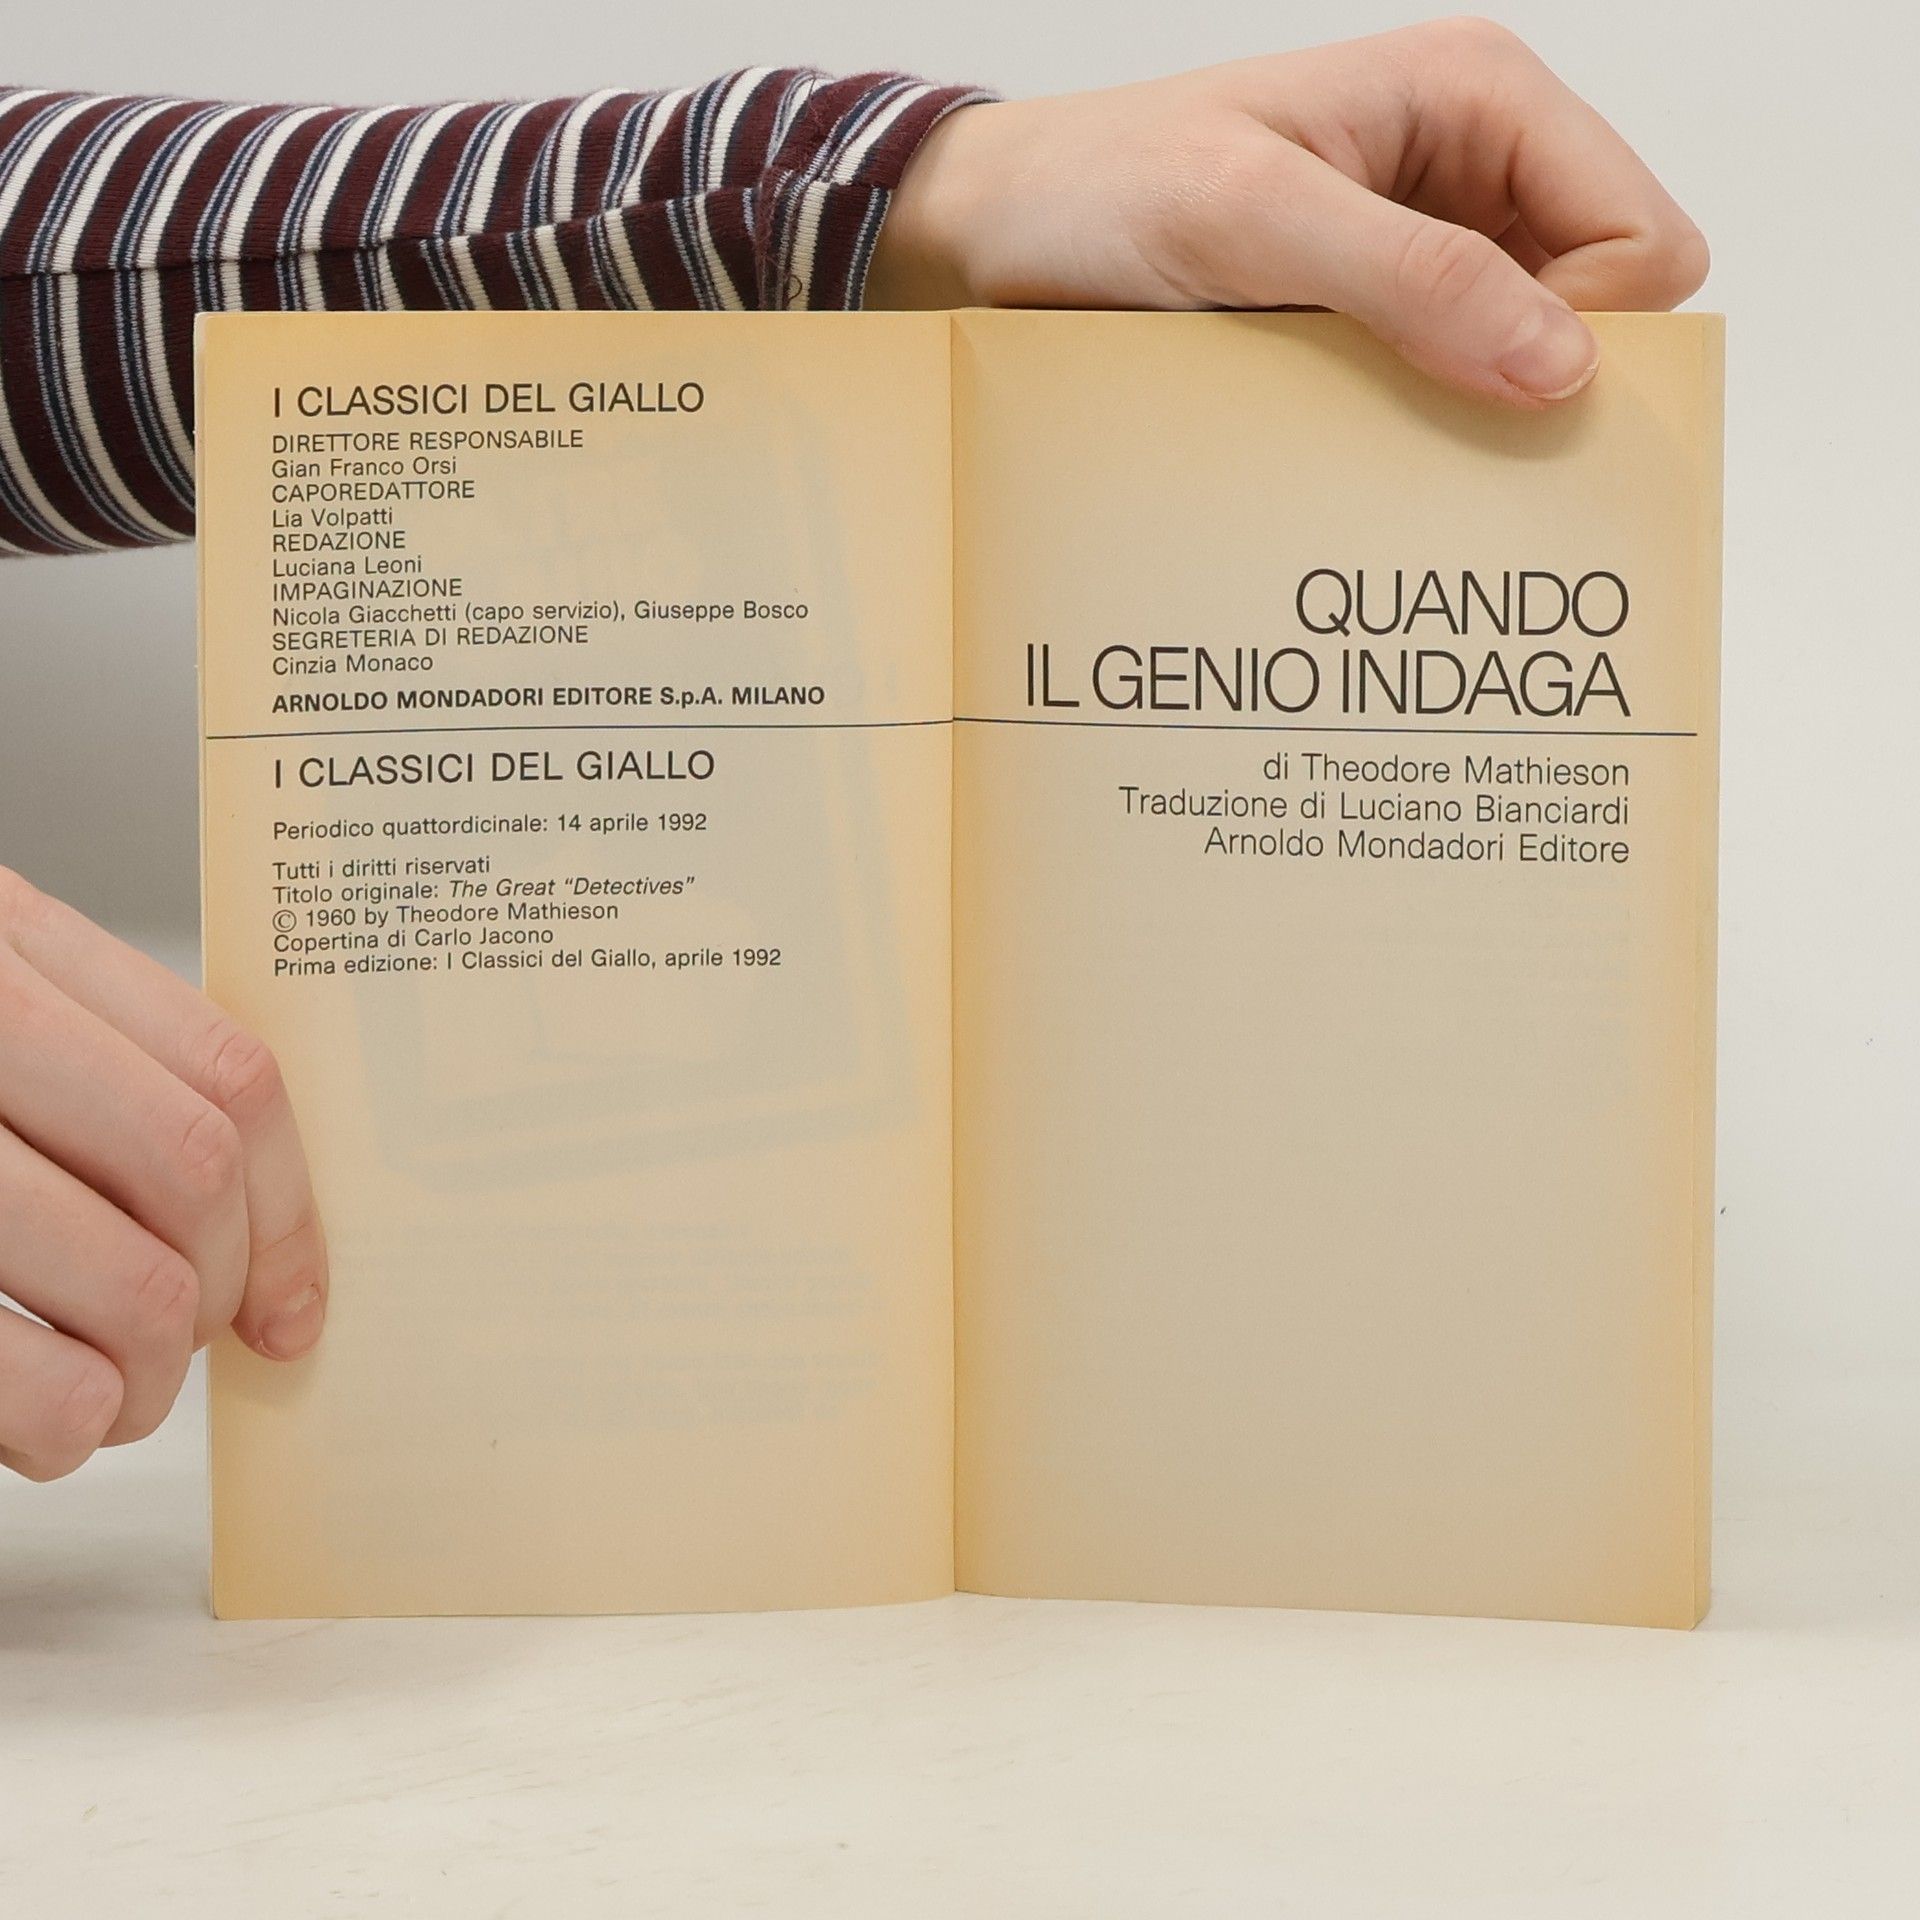 I CLASSICI DEL GIALLO
DIRETTORE RESPONSABILE
Gian Franco Orsi
CAPOREDATTORE
Lia Volpatti
REDAZIONE
Luciana Leoni
IMPAGINAZIONE
Nicola Giacchetti (capo servizio), Giuseppe Bosco
SEGRETERIA DI REDAZIONE
Cinzia Monaco
ARNOLDO MONDADORI EDITORE S.p.A. MILANO
I CLASSICI DEL GIALLO
Periodico quattordicinale: 14 aprile 1992
Tutti i diritti riservati
Titolo originale: The Great “Detectives”
© 1960 by Theodore Mathieson
Copertina di Carlo Jacono
Prima edizione: I Classici del Giallo, aprile 1992
QUANDO
IL GENIO INDAGA
di Theodore Mathieson
Traduzione di Luciano Bianciardi
Arnoldo Mondadori Editore